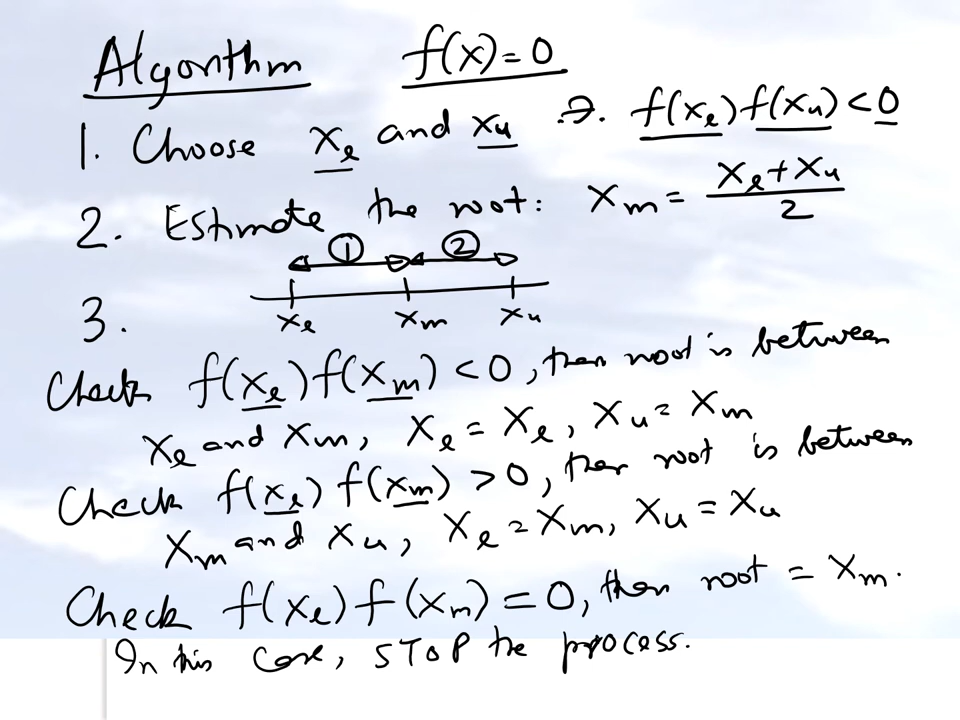 Algorithm f(x) = 0
1. Choose xℓ and xu ∋. f(xℓ) f(xu) < 0
2. Estimate the root: xm = (xℓ + xu)/2
① ②
3. xℓ xm xu
Check f(xℓ) f(xm) < 0, then root is between
xℓ and xm, xℓ = xℓ, xu = xm
Check f(xℓ) f(xm) > 0, then root is between
xm and xu, xℓ = xm, xu = xu
Check f(xℓ) f(xm) = 0, then root = xm.
In this case, STOP the process.